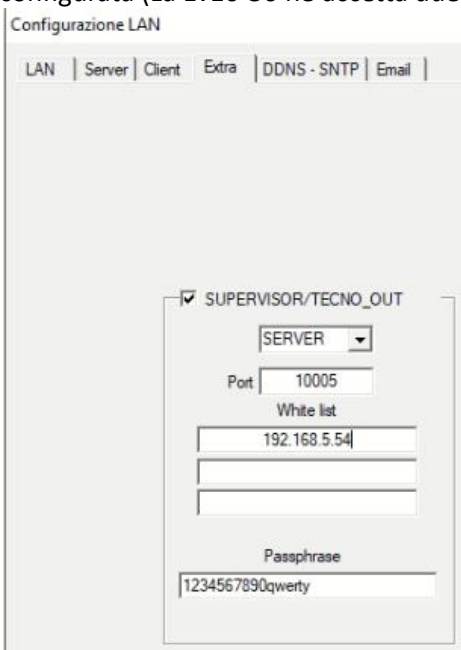 Configurazione LAN
LAN Server Client Extra DDNS - SNTP Email
SUPERVISOR/TECNO_OUT
SERVER
Port 10005
White list
192.168.5.54
Passphrase
1234567890qwerty